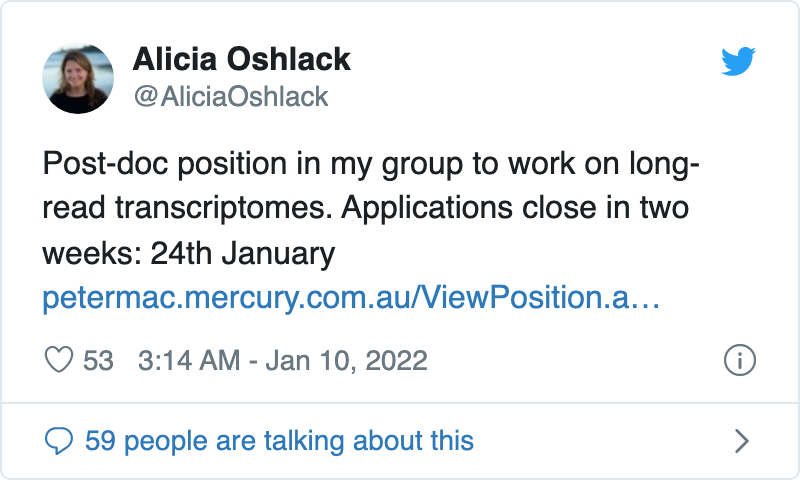 Alicia Oshlack
@AliciaOshlack
Post-doc position in my group to work on long-
read transcriptomes. Applications close in two
weeks: 24th January
petermac.mercury.com.au/ViewPosition.a…
53 3:14 AM - Jan 10, 2022
59 people are talking about this